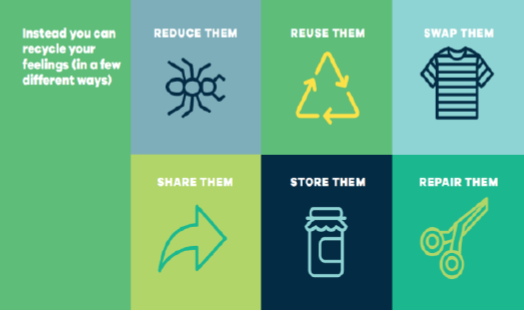 Instead you can
recycle your
feelings (in a few
different ways)
REDUCE THEM
REUSE THEM
SWAP THEM
SHARE THEM
STORE THEM
REPAIR THEM